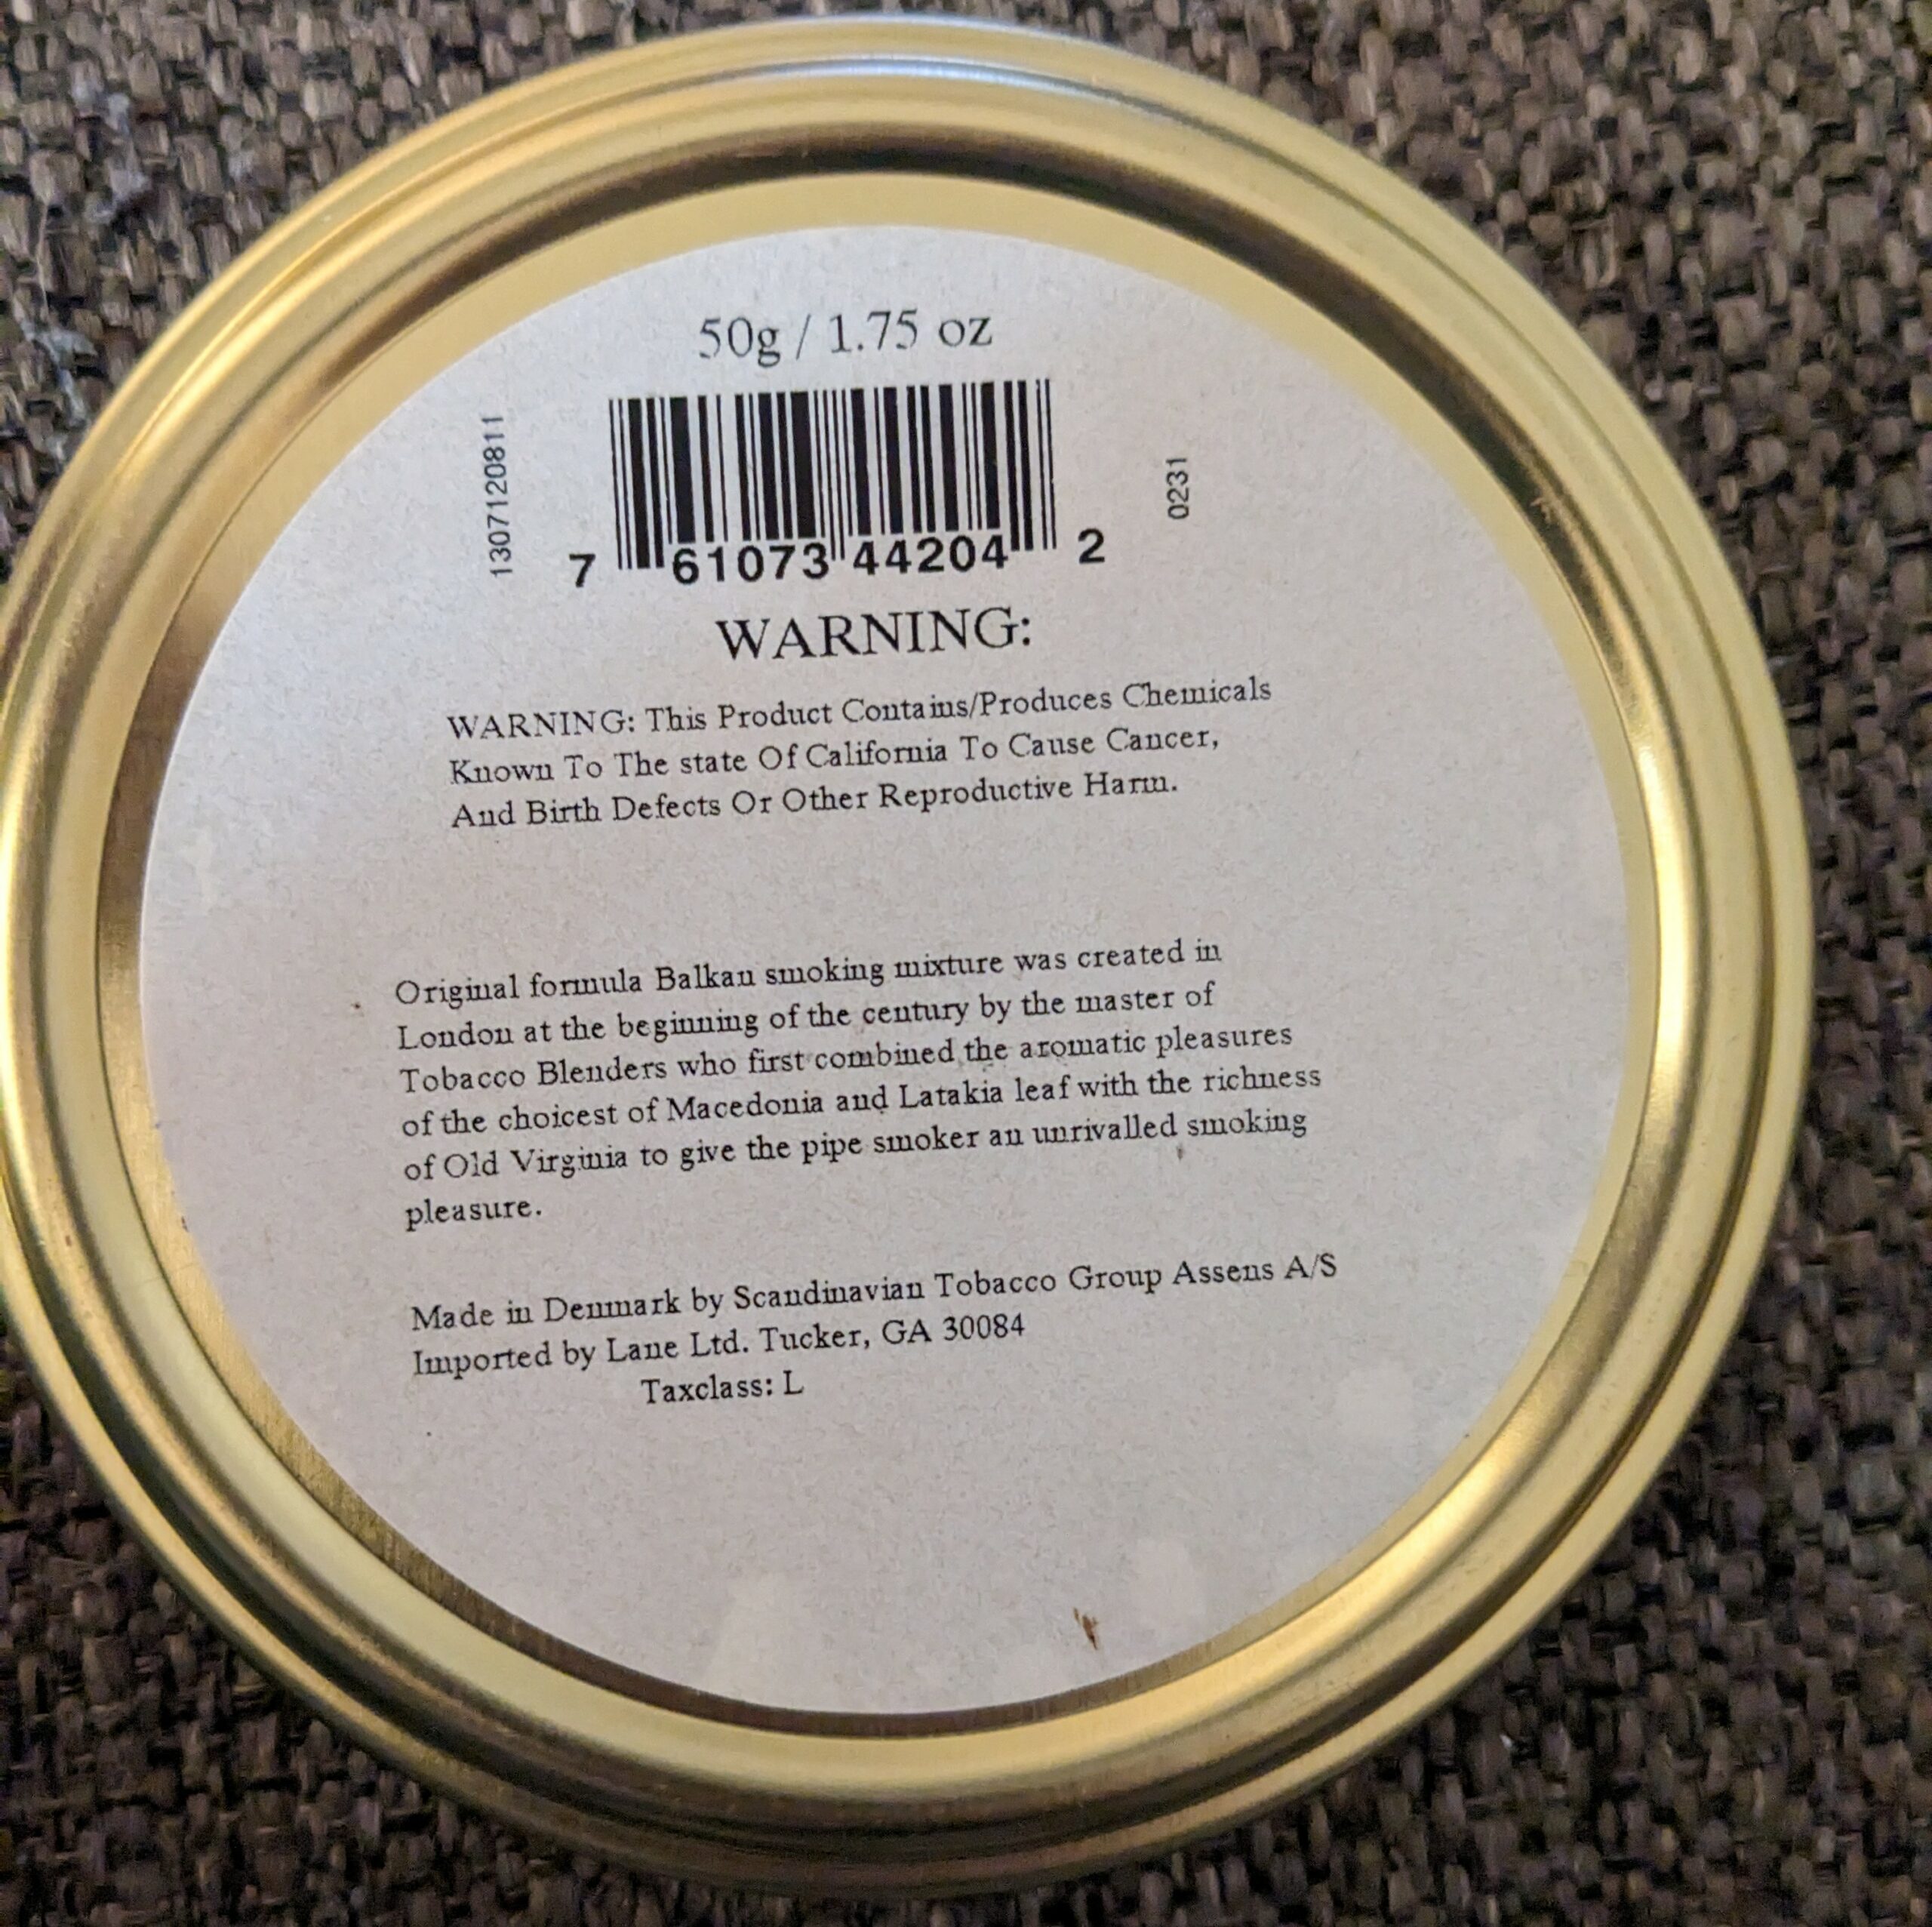 50g / 1.75 oz
1307120811
7 61073 44204 2
0231
WARNING:
WARNING: This Product Contains/Produces Chemicals
Known To The state Of California To Cause Cancer,
And Birth Defects Or Other Reproductive Harm.
Original formula Balkan smoking mixture was created in
London at the beginning of the century by the master of
Tobacco Blenders who first combined the aromatic pleasures
of the choicest of Macedonia and Latakia leaf with the richness
of Old Virginia to give the pipe smoker an unrivalled smoking
pleasure.
Made in Denmark by Scandinavian Tobacco Group Assens A/S
Imported by Lane Ltd. Tucker, GA 30084
Taxclass: L